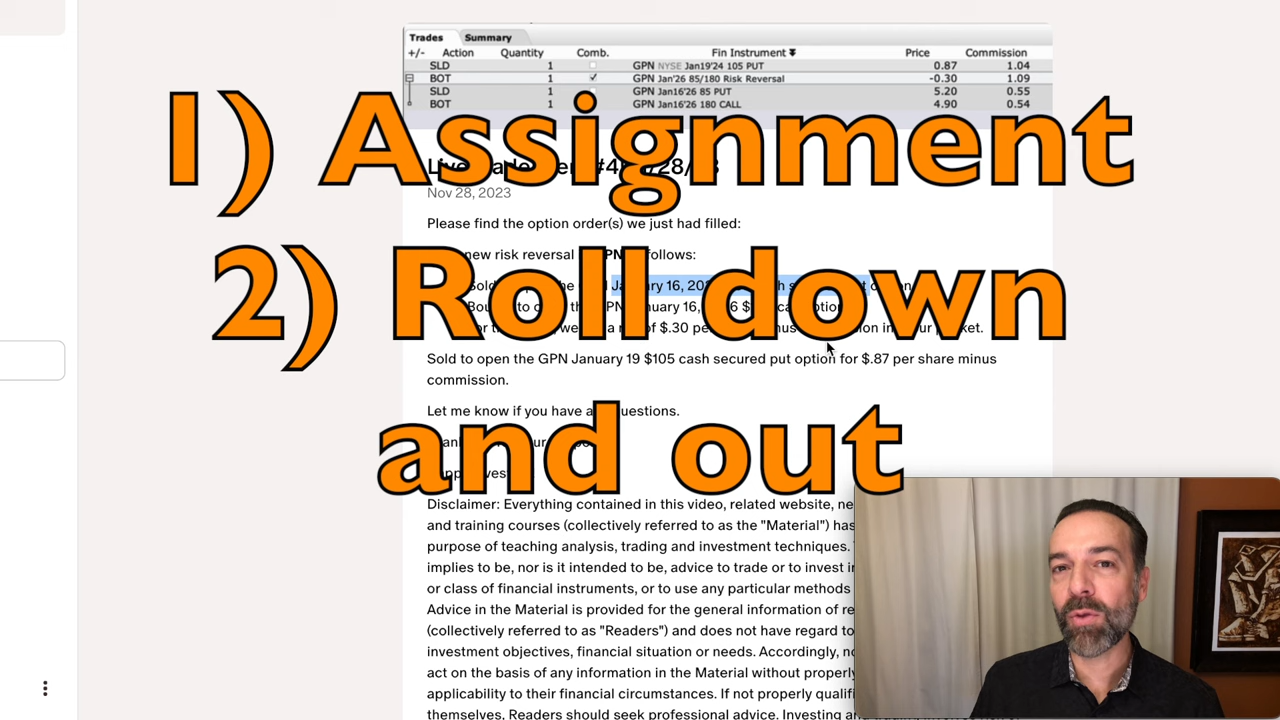 Trades Summary
+/- Action Quantity Comb. Fin Instrument Price Commission
SLD 1 GPN NYSE Jan19'24 105 PUT 0.87 1.04
BOT 1 GPN Jan'26 85/180 Risk Reversal -0.30 1.09
SLD 1 GPN Jan16'26 85 PUT 5.20 0.55
BOT 1 GPN Jan16'26 180 CALL 4.90 0.54
1) Assignment
Nov 28, 2023
Please find the option order(s) we just had filled:
new risk reversal follows:
2) Roll down
Sold to open the GPN January 19 $105 cash secured put option for $.87 per share minus
commission.
Let me know if you have questions.
and out
Disclaimer: Everything contained in this video, related website,
and training courses (collectively referred to as the "Material") has
purpose of teaching analysis, trading and investment techniques.
implies to be, nor is it intended to be, advice to trade or to invest
or class of financial instruments, or to use any particular methods
Advice in the Material is provided for the general information of
(collectively referred to as "Readers") and does not have regard to
investment objectives, financial situation or needs. Accordingly,
act on the basis of any information in the Material without
applicability to their financial circumstances. If not properly
themselves, Readers should seek professional advice. Investing